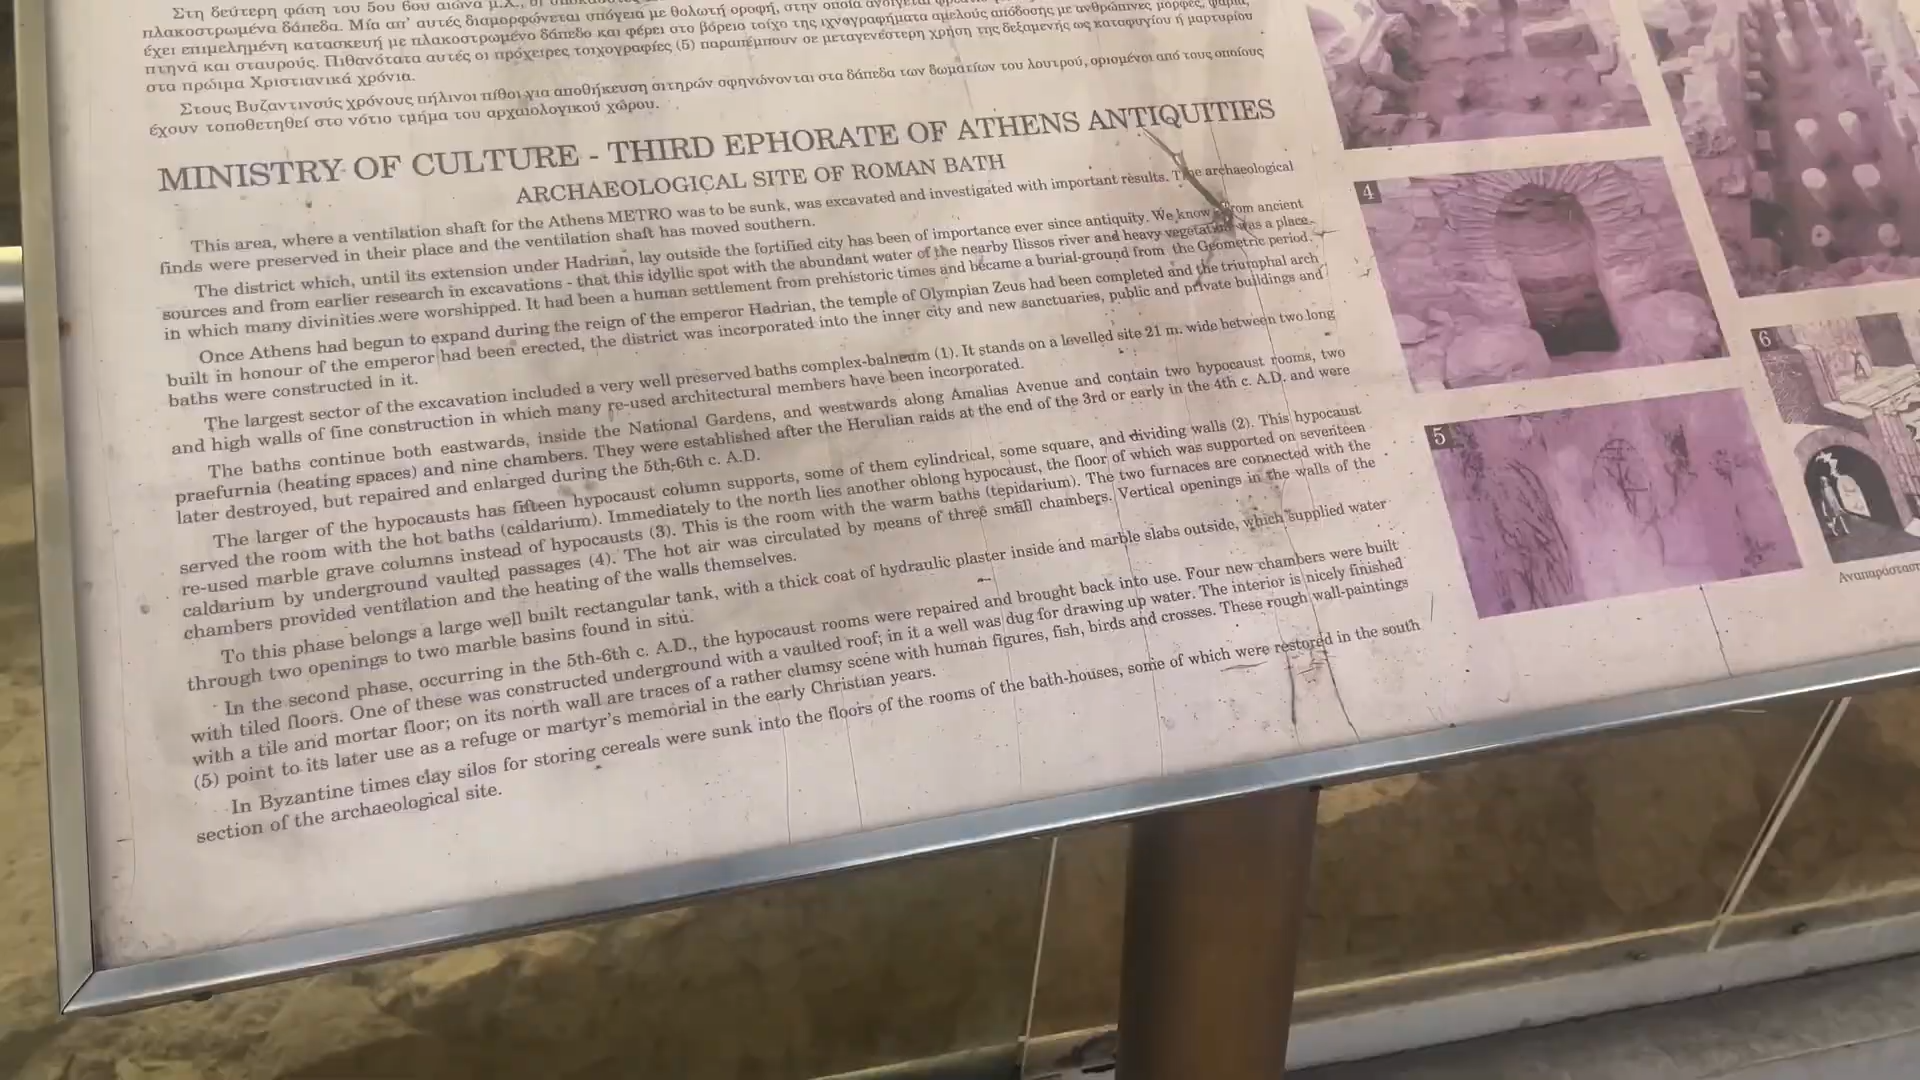 Στη δεύτερη φάση του 5ου 6ου αιώνα μ.Χ., οι
πλακοστρωμένα δάπεδα. Μία απ' αυτές διαμορφώνεται υπόγεια με θολωτή οροφή, στην οποία ανοίγεται
έχει επιμελημένη κατασκευή με πλακοστρωμένο δάπεδο και φέρει στο βόρειο τοίχο της ιχνογραφήματα αμελούς απόδοσης με ανθρώπινες μορφές, ψάρια,
πτηνά και σταυρούς. Πιθανότατα αυτές οι πρόχειρες τοιχογραφίες (5) παραπέμπουν σε μεταγενέστερη χρήση της δεξαμενής ως καταφυγίου ή μαρτυρίου
στα πρώιμα Χριστιανικά χρόνια.
Στους Βυζαντινούς χρόνους πήλινοι πίθοι για αποθήκευση σιτηρών σφηνώνονται στα δάπεδα των δωματίων του λουτρού, ορισμένοι από τους οποίους
έχουν τοποθετηθεί στο νότιο τμήμα του αρχαιολογικού χώρου.
MINISTRY OF CULTURE - THIRD EPHORATE OF ATHENS ANTIQUITIES
ARCHAEOLOGICAL SITE OF ROMAN BATH
This area, where a ventilation shaft for the Athens METRO was to be sunk, was excavated and investigated with important results. The archaeological
finds were preserved in their place and the ventilation shaft has moved southern.
The district which, until its extension under Hadrian, lay outside the fortified city has been of importance ever since antiquity. We know from ancient
sources and from earlier research in excavations - that this idyllic spot with the abundant water of the nearby Ilissos river and heavy vegetation was a place
in which many divinities were worshipped. It had been a human settlement from prehistoric times and became a burial-ground from the Geometric period.
Once Athens had begun to expand during the reign of the emperor Hadrian, the temple of Olympian Zeus had been completed and the triumphal arch
built in honour of the emperor had been erected, the district was incorporated into the inner city and new sanctuaries, public and private buildings and
baths were constructed in it.
The largest sector of the excavation included a very well preserved baths complex-balneum (1). It stands on a levelled site 21 m. wide between two long
and high walls of fine construction in which many re-used architectural members have been incorporated.
The baths continue both eastwards, inside the National Gardens, and westwards along Amalias Avenue and contain two hypocaust rooms, two
praefurnia (heating spaces) and nine chambers. They were established after the Herulian raids at the end of the 3rd or early in the 4th c. A.D. and were
later destroyed, but repaired and enlarged during the 5th-6th c. A.D.
The larger of the hypocausts has fifteen hypocaust column supports, some of them cylindrical, some square, and dividing walls (2). This hypocaust
served the room with the hot baths (caldarium). Immediately to the north lies another oblong hypocaust, the floor of which was supported on seventeen
re-used marble grave columns instead of hypocausts (3). This is the room with the warm baths (tepidarium). The two furnaces are connected with the
caldarium by underground vaulted passages (4). The hot air was circulated by means of three small chambers. Vertical openings in the walls of the
chambers provided ventilation and the heating of the walls themselves.
To this phase belongs a large well built rectangular tank, with a thick coat of hydraulic plaster inside and marble slabs outside, which supplied water
through two openings to two marble basins found in situ.
In the second phase, occurring in the 5th-6th c. A.D., the hypocaust rooms were repaired and brought back into use. Four new chambers were built
with tiled floors. One of these was constructed underground with a vaulted roof; in it a well was dug for drawing up water. The interior is nicely finished
with a tile and mortar floor; on its north wall are traces of a rather clumsy scene with human figures, fish, birds and crosses. These rough wall-paintings
(5) point to its later use as a refuge or martyr's memorial in the early Christian years.
In Byzantine times clay silos for storing cereals were sunk into the floors of the rooms of the bath-houses, some of which were restored in the south
section of the archaeological site.
4
5
6